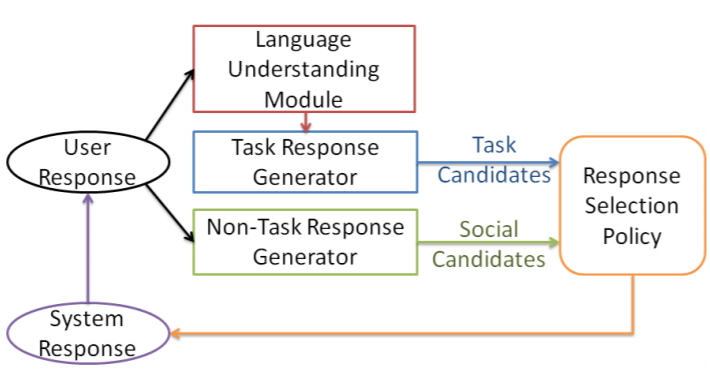 Language
Understanding
Module
User
Response
Task Response
Generator
Task
Candidates
Response
Selection
Policy
Non-Task Response
Generator
Social
Candidates
System
Response